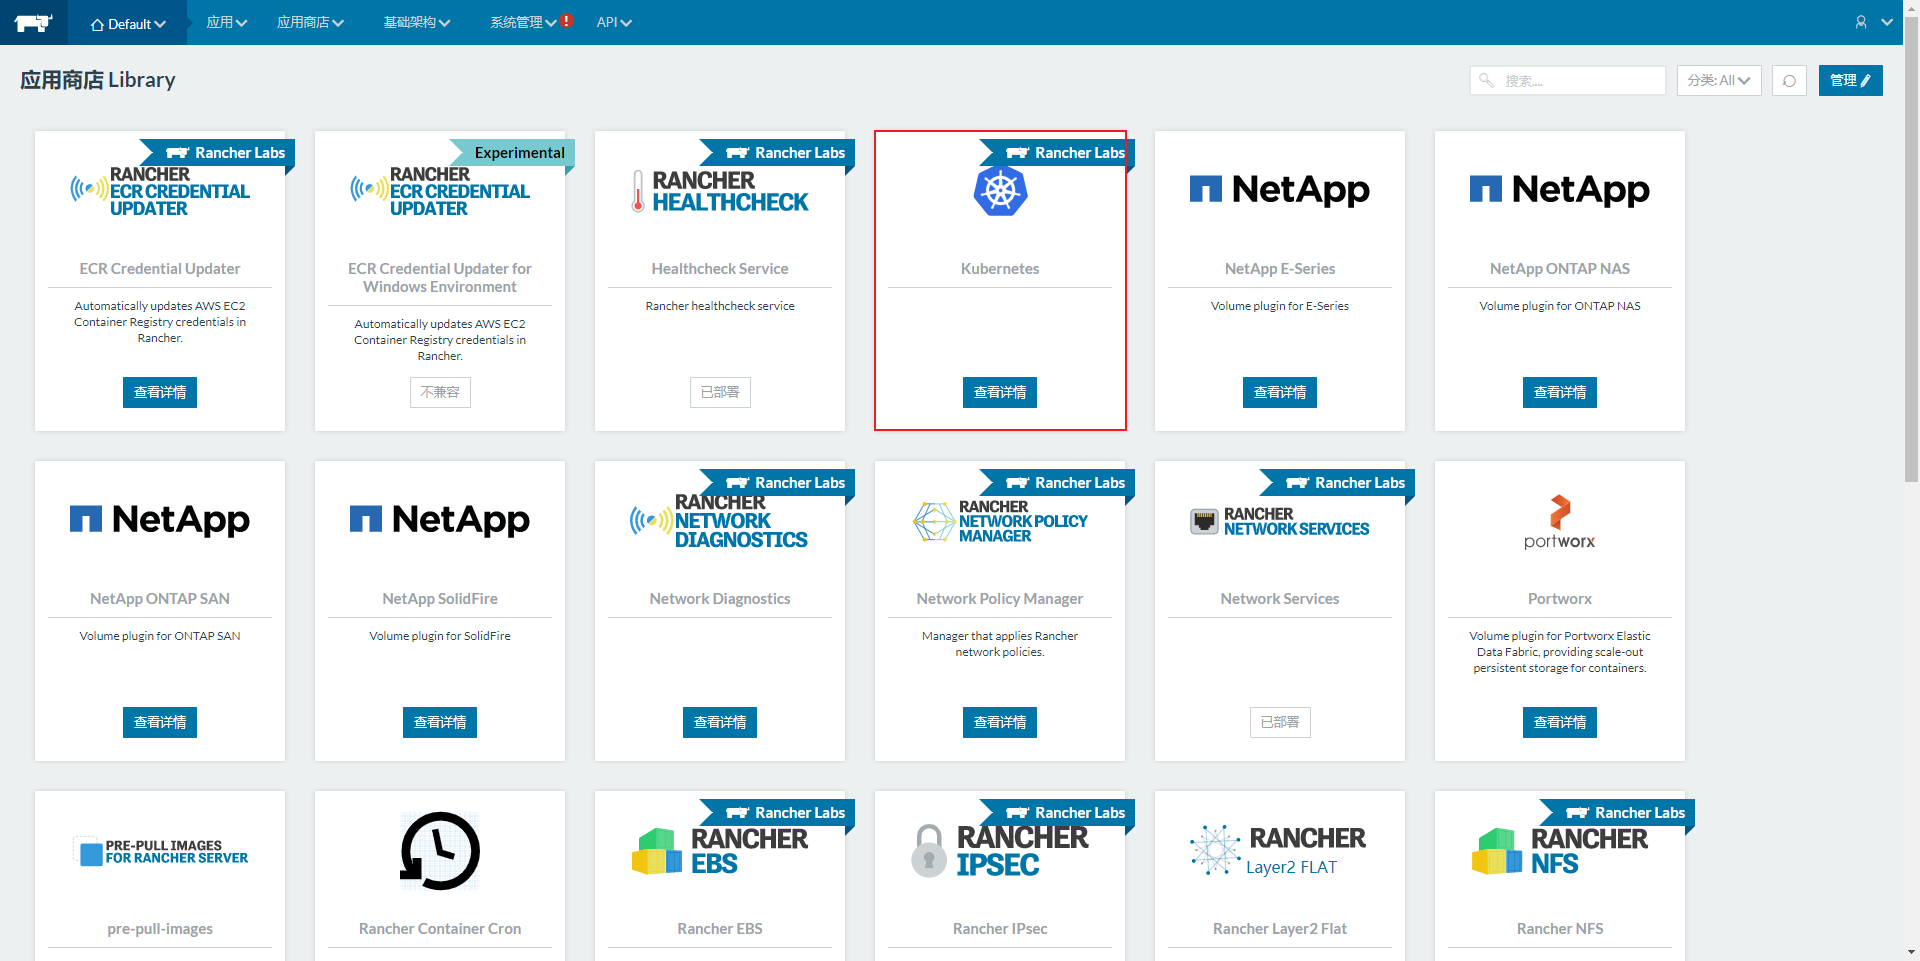 Default
应用
应用商店
基础架构
系统管理
!
API
应用商店 Library
搜索...
分类: All
管理
Rancher Labs
RANCHER
ECR CREDENTIAL
UPDATER
ECR Credential Updater
Automatically updates AWS EC2
Container Registry credentials in
Rancher.
查看详情
Experimental
RANCHER
ECR CREDENTIAL
UPDATER
ECR Credential Updater for
Windows Environment
Automatically updates AWS EC2
Container Registry credentials in
Rancher.
不兼容
Rancher Labs
RANCHER
HEALTHCHECK
Healthcheck Service
Rancher healthcheck service
已部署
Rancher Labs
Kubernetes
查看详情
NetApp
NetApp E-Series
Volume plugin for E-Series
查看详情
NetApp
NetApp ONTAP NAS
Volume plugin for ONTAP NAS
查看详情
NetApp
NetApp ONTAP SAN
Volume plugin for ONTAP SAN
查看详情
NetApp
NetApp SolidFire
Volume plugin for SolidFire
查看详情
Rancher Labs
RANCHER
NETWORK
DIAGNOSTICS
Network Diagnostics
查看详情
Rancher Labs
RANCHER
NETWORK POLICY
MANAGER
Network Policy Manager
Manager that applies Rancher
network policies.
查看详情
Rancher Labs
RANCHER
NETWORK SERVICES
Network Services
已部署
portworx
Portworx
Volume plugin for Portworx Elastic
Data Fabric, providing scale-out
persistent storage for containers.
查看详情
PRE-PULL IMAGES
FOR RANCHER SERVER
pre-pull-images
Rancher Container Cron
Rancher Labs
RANCHER
EBS
Rancher EBS
Rancher Labs
RANCHER
IPSEC
Rancher IPsec
RANCHER
Layer2 FLAT
Rancher Layer2 Flat
Rancher Labs
RANCHER
NFS
Rancher NFS